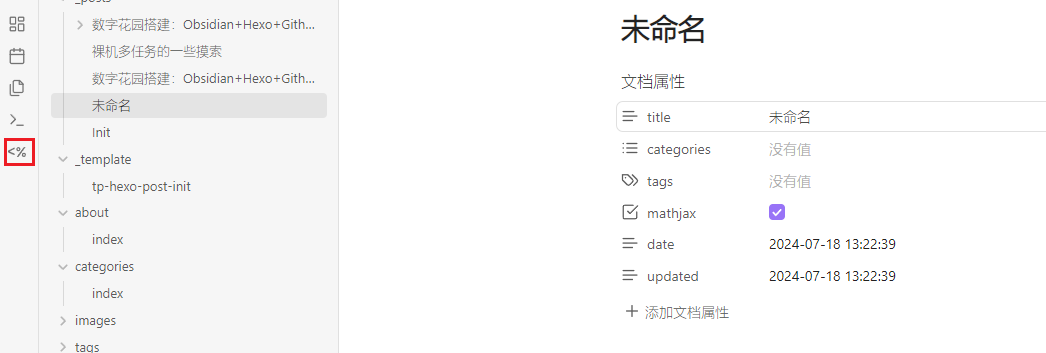 _posts
数字花园搭建：Obsidian+Hexo+Gith...
裸机多任务的一些摸索
数字花园搭建：Obsidian+Hexo+Gith...
未命名
Init
_template
tp-hexo-post-init
about
index
categories
index
images
tags
<%
未命名
文档属性
title 未命名
categories 没有值
tags 没有值
mathjax
date 2024-07-18 13:22:39
updated 2024-07-18 13:22:39
添加文档属性